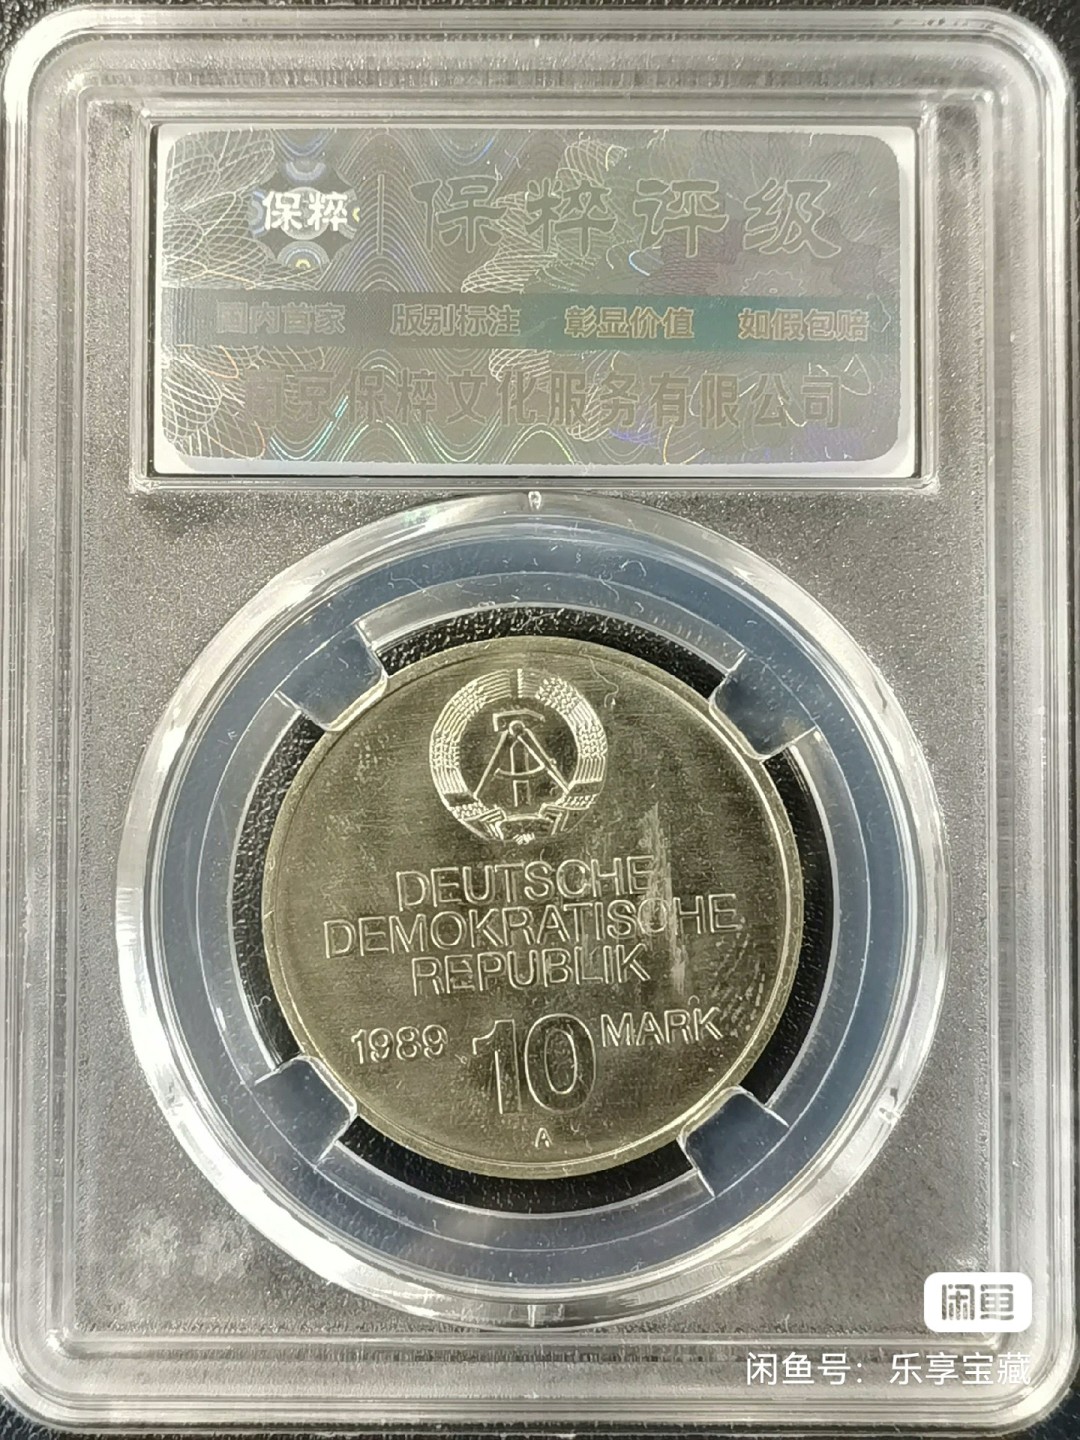 保粹 保粹评级
国内首家 版别标注 彰显价值 如假包赔
南京保粹文化服务有限公司
DEUTSCHE
DEMOKRATISCHE
REPUBLIK
1989 10 MARK
A
闲鱼
闲鱼号：乐享宝藏